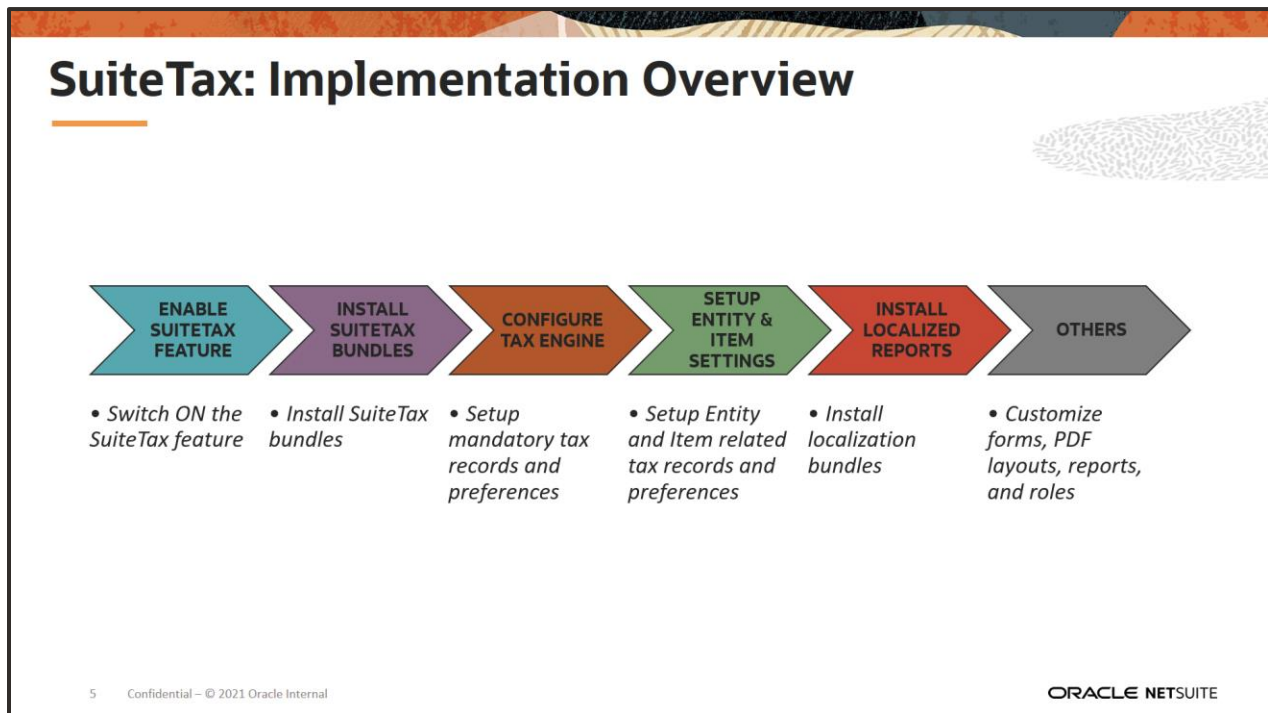 SuiteTax: Implementation Overview
ENABLE
SUITETAX
FEATURE
INSTALL
SUITETAX
BUNDLES
CONFIGURE
TAX ENGINE
SETUP
ENTITY &
ITEM
SETTINGS
INSTALL
LOCALIZED
REPORTS
OTHERS
• Switch ON the
SuiteTax feature
• Install SuiteTax
bundles
• Setup
mandatory tax
records and
preferences
• Setup Entity
and Item related
tax records and
preferences
• Install
localization
bundles
• Customize
forms, PDF
layouts, reports,
and roles
5 Confidential – © 2021 Oracle Internal
ORACLE NETSUITE